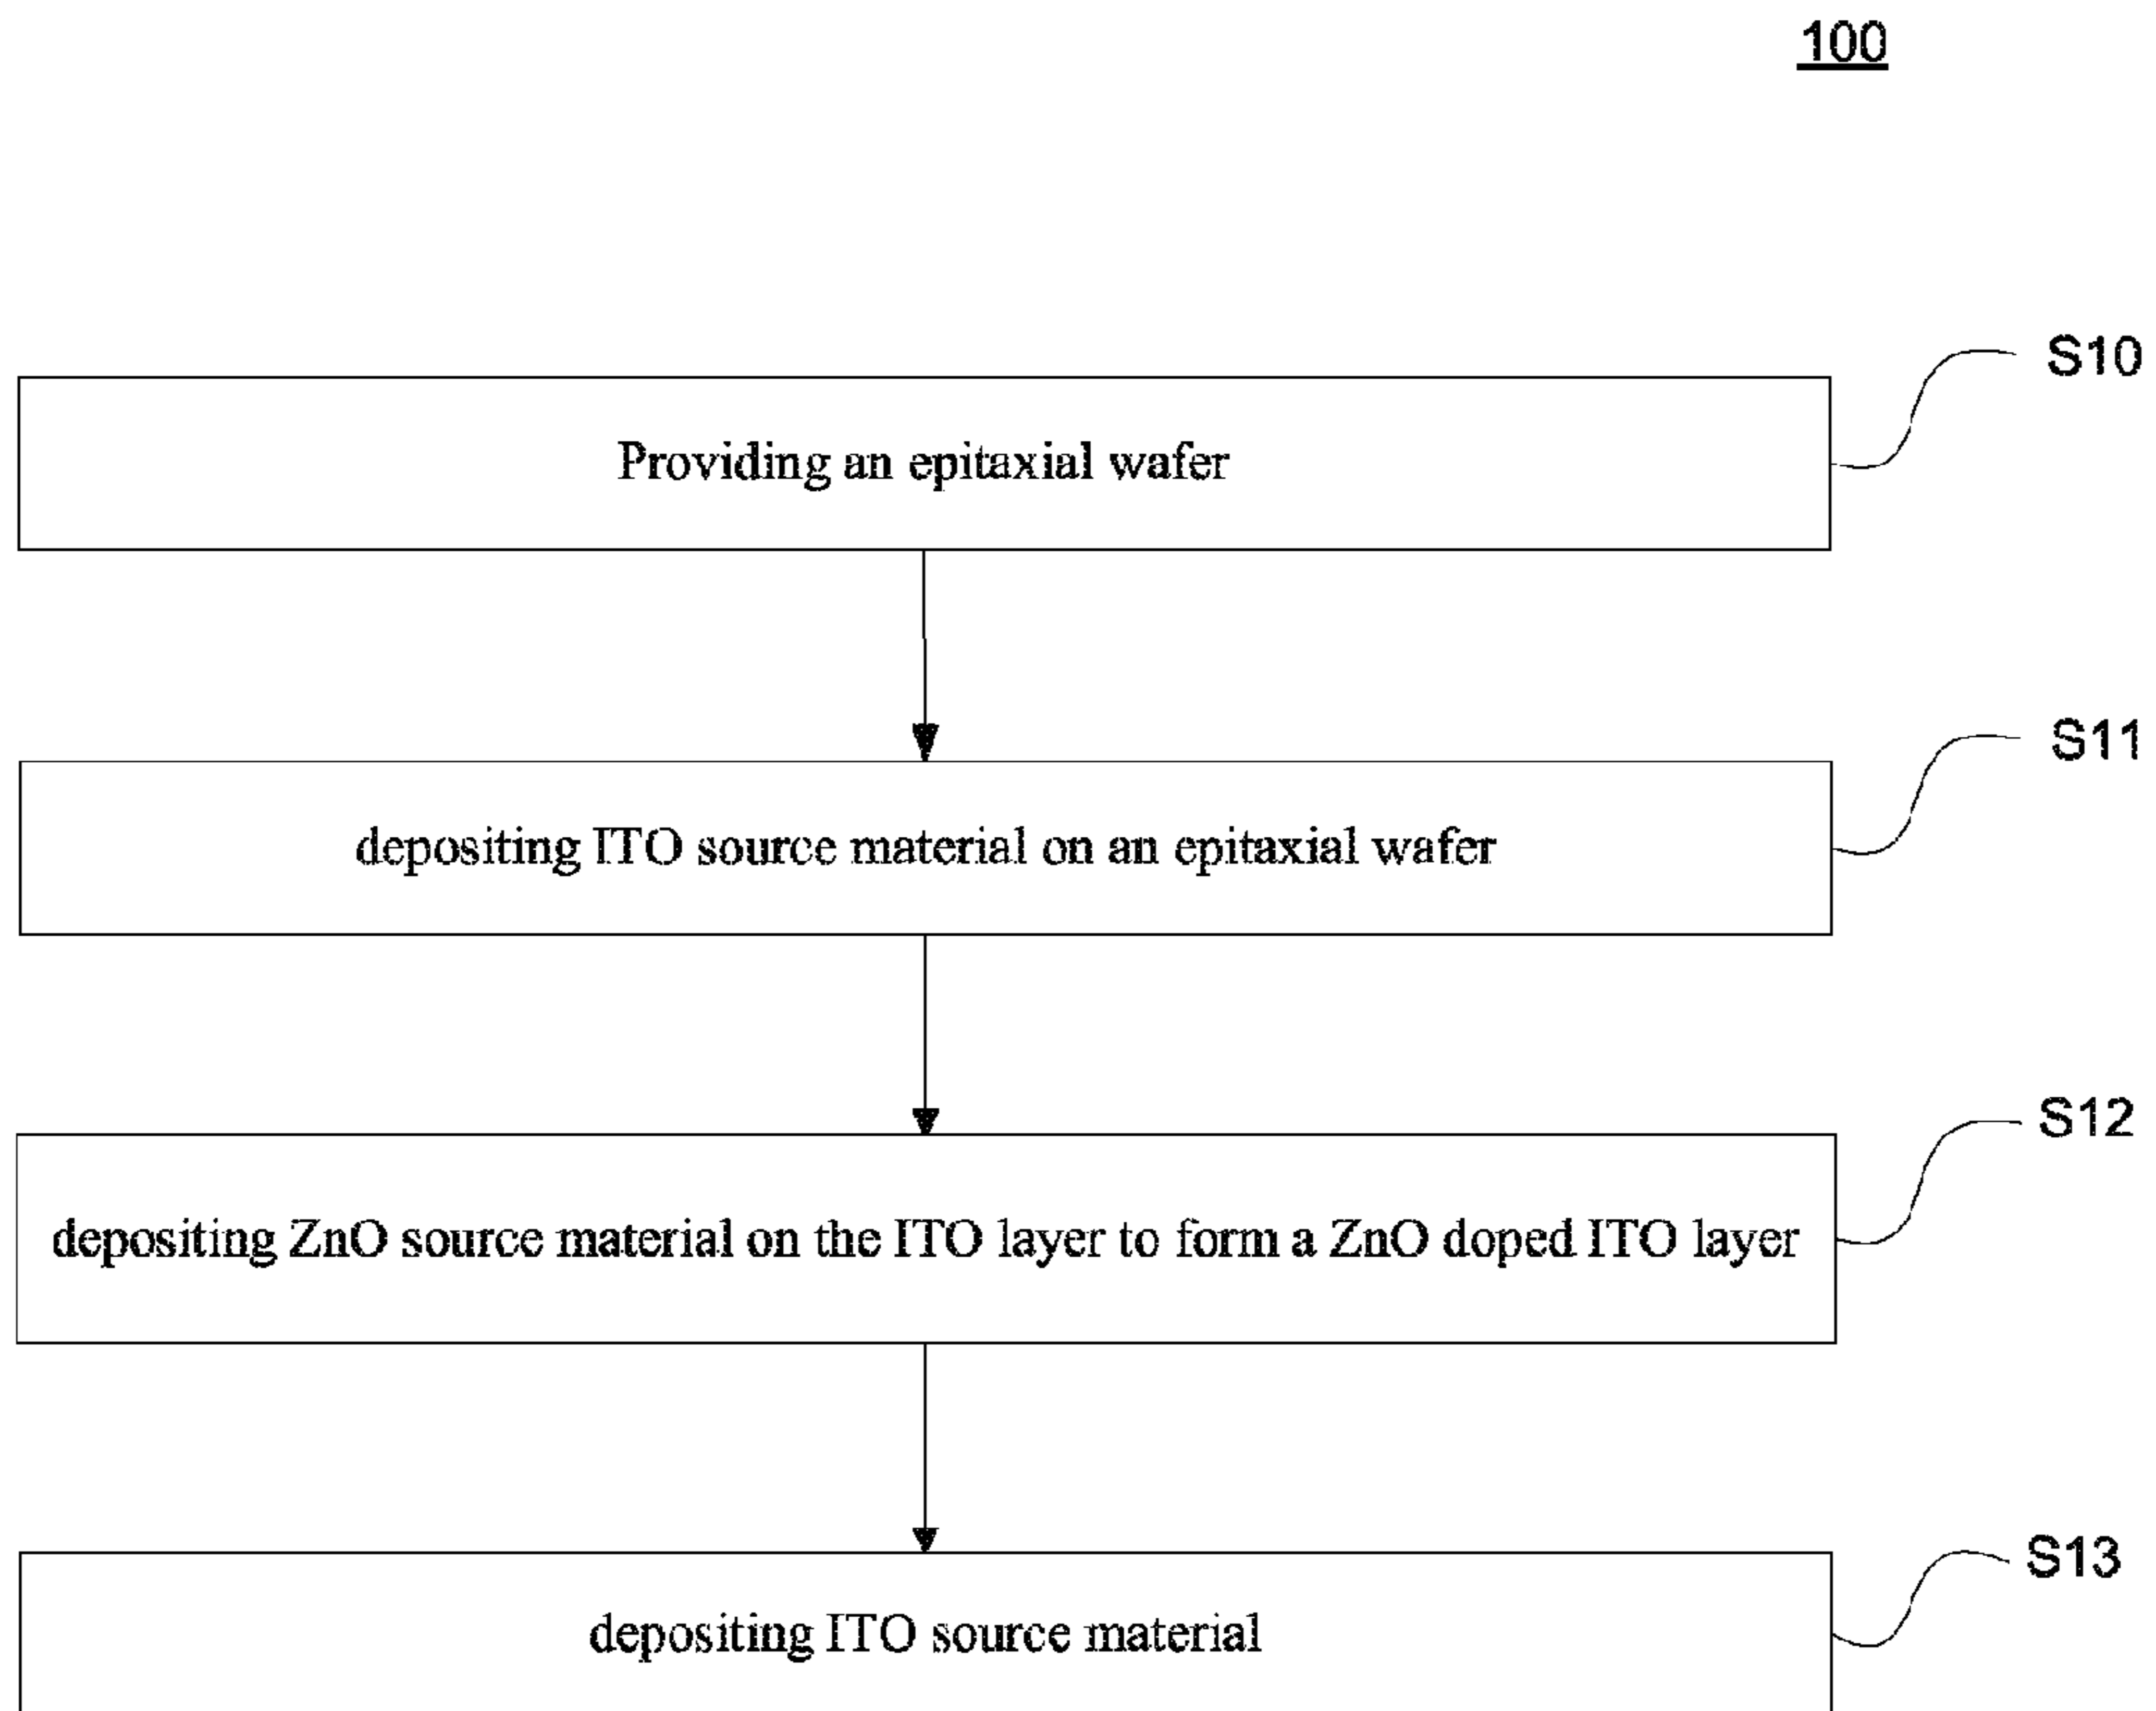 100
S10
Providing an epitaxial wafer
S11
depositing ITO source material on an epitaxial wafer
S12
depositing ZnO source material on the ITO layer to form a ZnO doped ITO layer
S13
depositing ITO source material